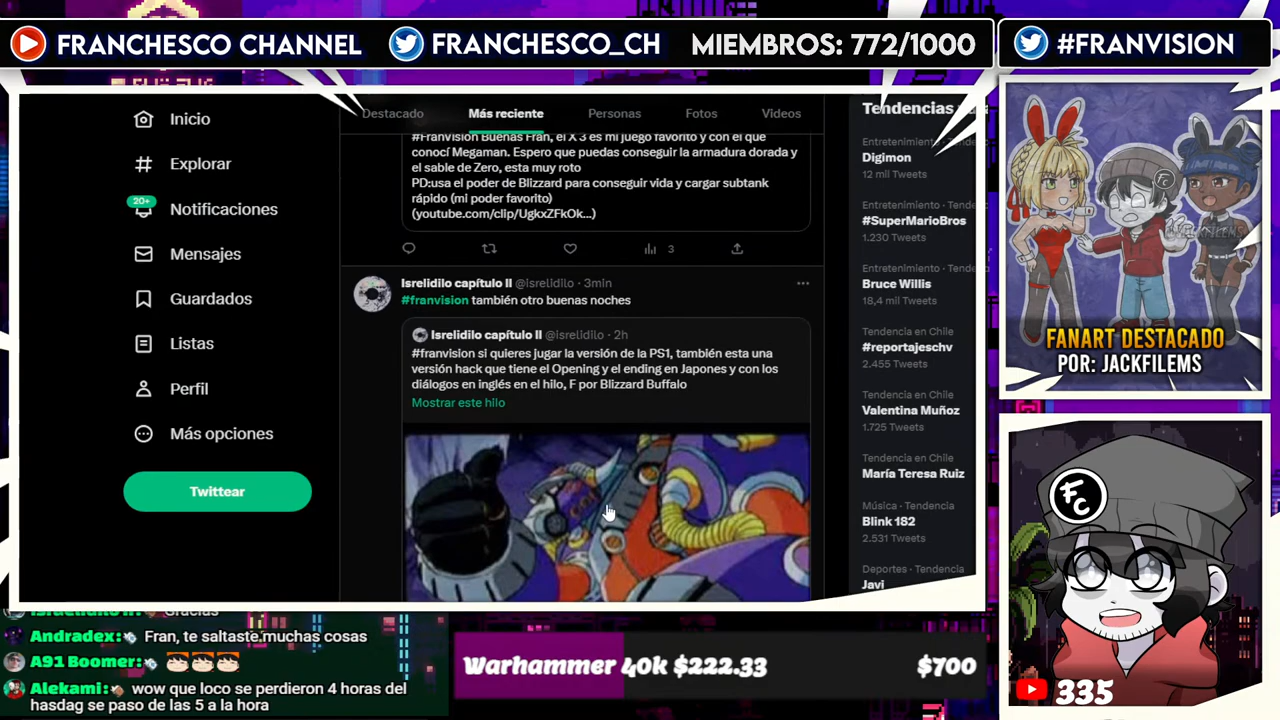 FRANCHESCO CHANNEL
FRANCHESCO_CH
MIEMBROS: 772/1000
#FRANVISION
Inicio
Explorar
20+
Notificaciones
Mensajes
Guardados
Listas
Perfil
Más opciones
Twittear
Destacado
Más reciente
Personas
Fotos
Videos
#Franvision Buenas Fran, el X 3 es mi juego favorito y con el que
conocí Megaman. Espero que puedas conseguir la armadura dorada y
el sable de Zero, esta muy roto
PD:usa el poder de Blizzard para conseguir vida y cargar subtank
rápido (mi poder favorito)
(youtube.com/clip/UgkxZFkOk...)
3
Isrelidilo capítulo II @isrelidilo · 3min
#franvision también otro buenas noches
Isrelidilo capítulo II @isrelidilo · 2h
#franvision si quieres jugar la versión de la PS1, también esta una
versión hack que tiene el Opening y el ending en Japones y con los
diálogos en inglés en el hilo, F por Blizzard Buffalo
Mostrar este hilo
Tendencias
Entretenimiento · Tende
Digimon
12 mil Tweets
Entretenimiento · Tende
#SuperMarioBros
1.230 Tweets
Entretenimiento · Tende
Bruce Willis
18,4 mil Tweets
Tendencia en Chile
#reportajeschv
2.455 Tweets
Tendencia en Chile
Valentina Muñoz
1.725 Tweets
Tendencia en Chile
María Teresa Ruiz
Música · Tendencia
Blink 182
2.531 Tweets
Deportes · Tendencia
Javi
FC
FANART DESTACADO
POR: JACKFILEMS
FC
335
Gracias
Andradex: Fran, te saltaste muchas cosas
A91 Boomer:
Alekami: wow que loco se perdieron 4 horas del
hasdag se paso de las 5 a la hora
Warhammer 40k $222.33
$700